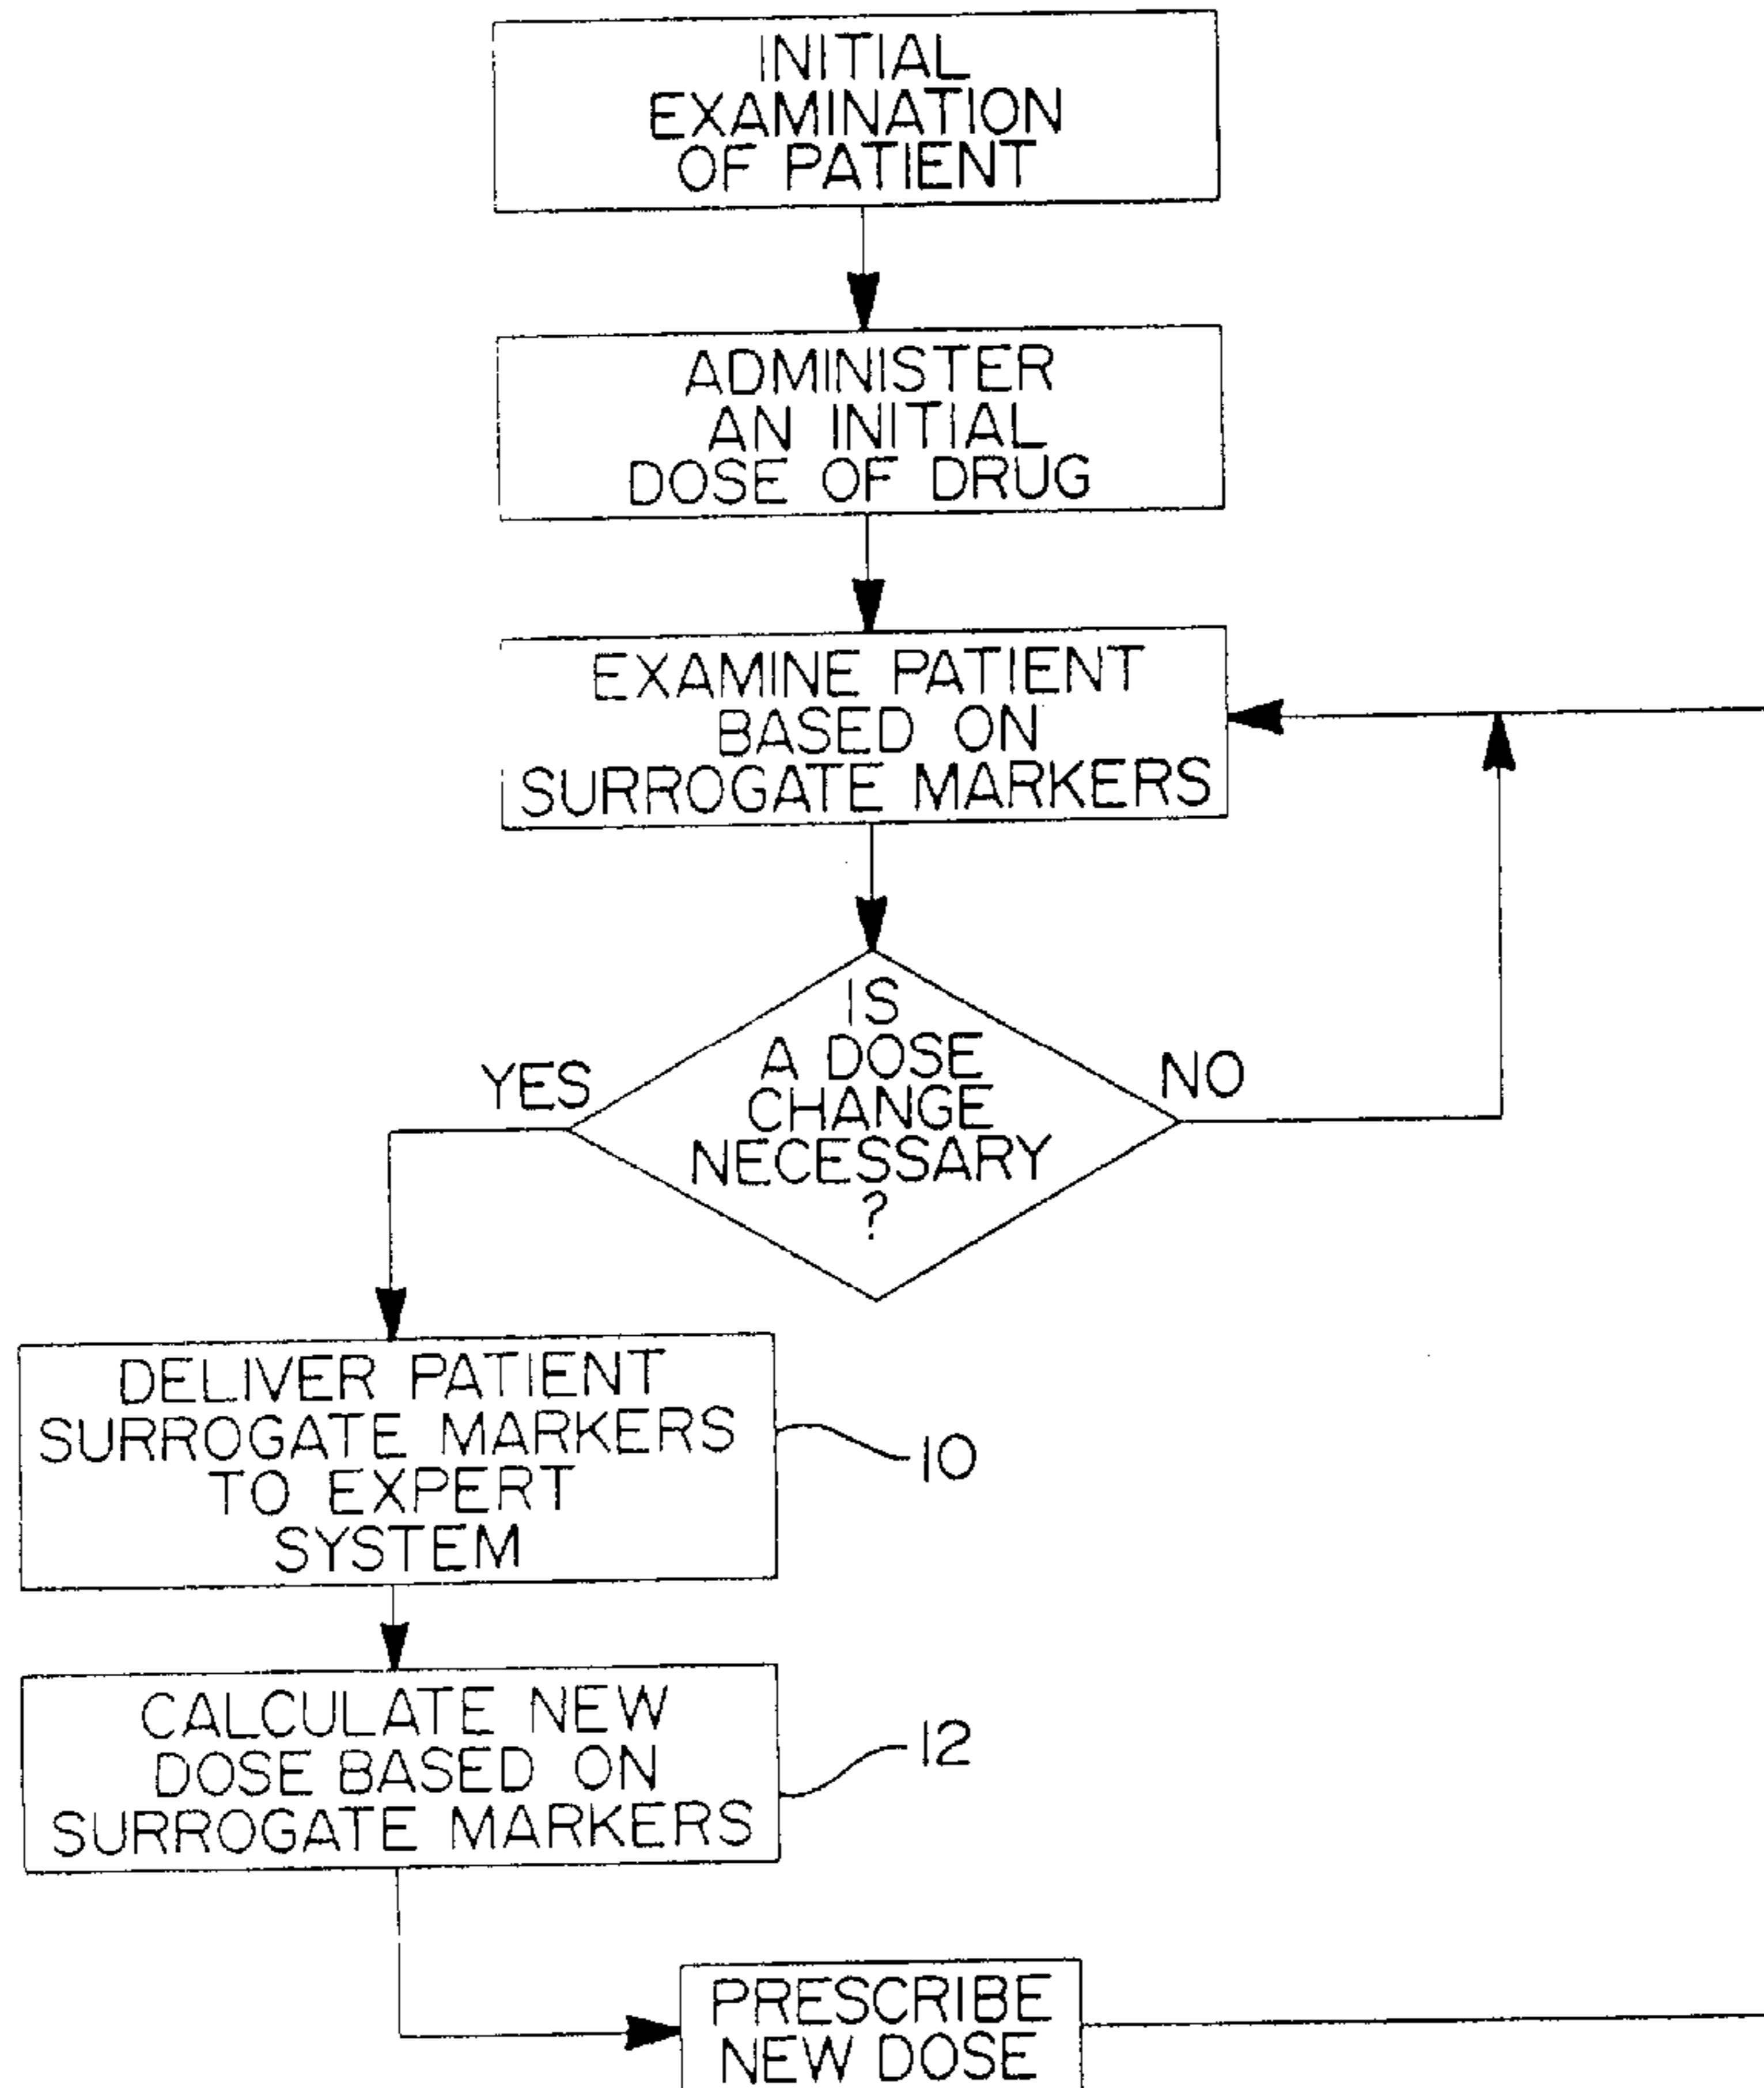 INITIAL
EXAMINATION
OF PATIENT
ADMINISTER
AN INITIAL
DOSE OF DRUG
EXAMINE PATIENT
BASED ON
SURROGATE MARKERS
IS
A DOSE
CHANGE
NECESSARY
?
YES
NO
DELIVER PATIENT
SURROGATE MARKERS
TO EXPERT
SYSTEM
10
CALCULATE NEW
DOSE BASED ON
SURROGATE MARKERS
12
PRESCRIBE
NEW DOSE